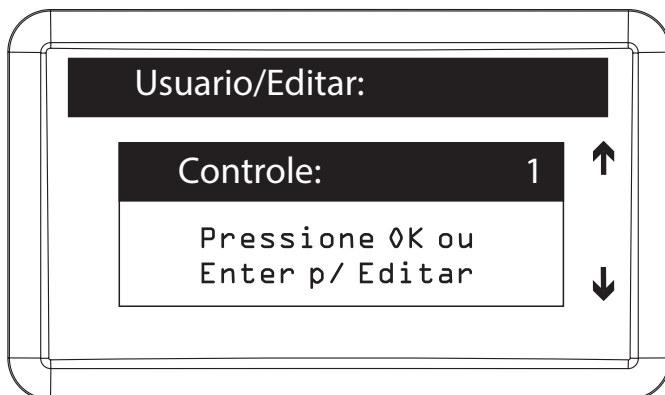 Usuario/Editar:
Controle: 1
Pressione OK ou
Enter p/ Editar